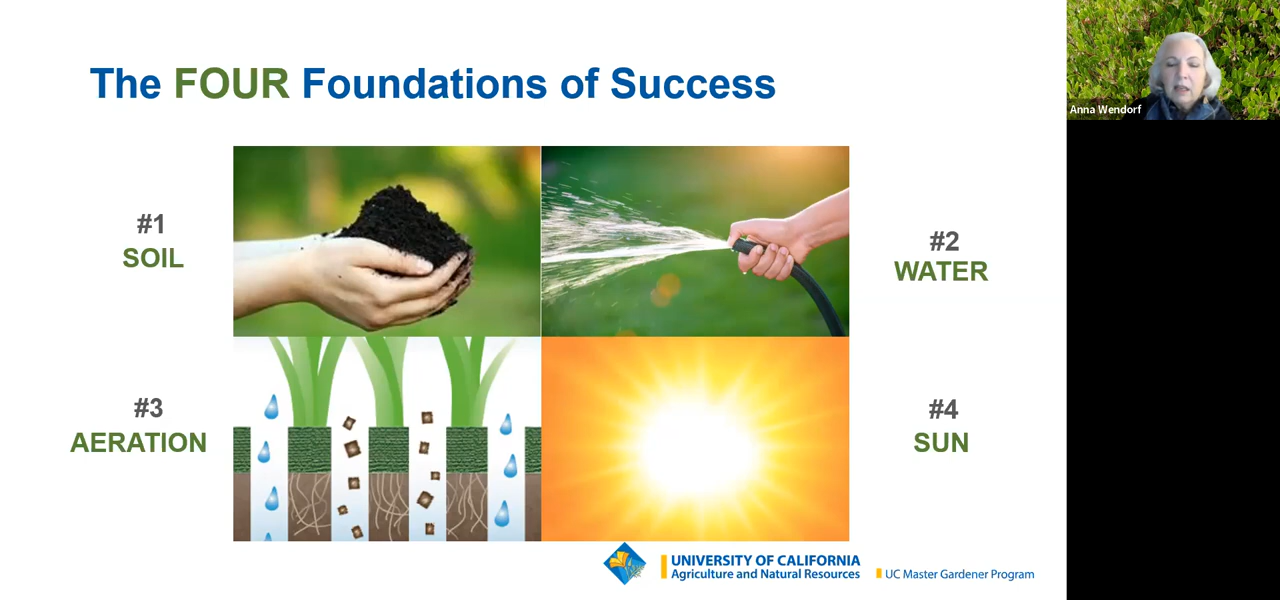 The FOUR Foundations of Success
Anna Wendorf
#1
SOIL
#2
WATER
#3
AERATION
#4
SUN
UNIVERSITY OF CALIFORNIA
Agriculture and Natural Resources
UC Master Gardener Program